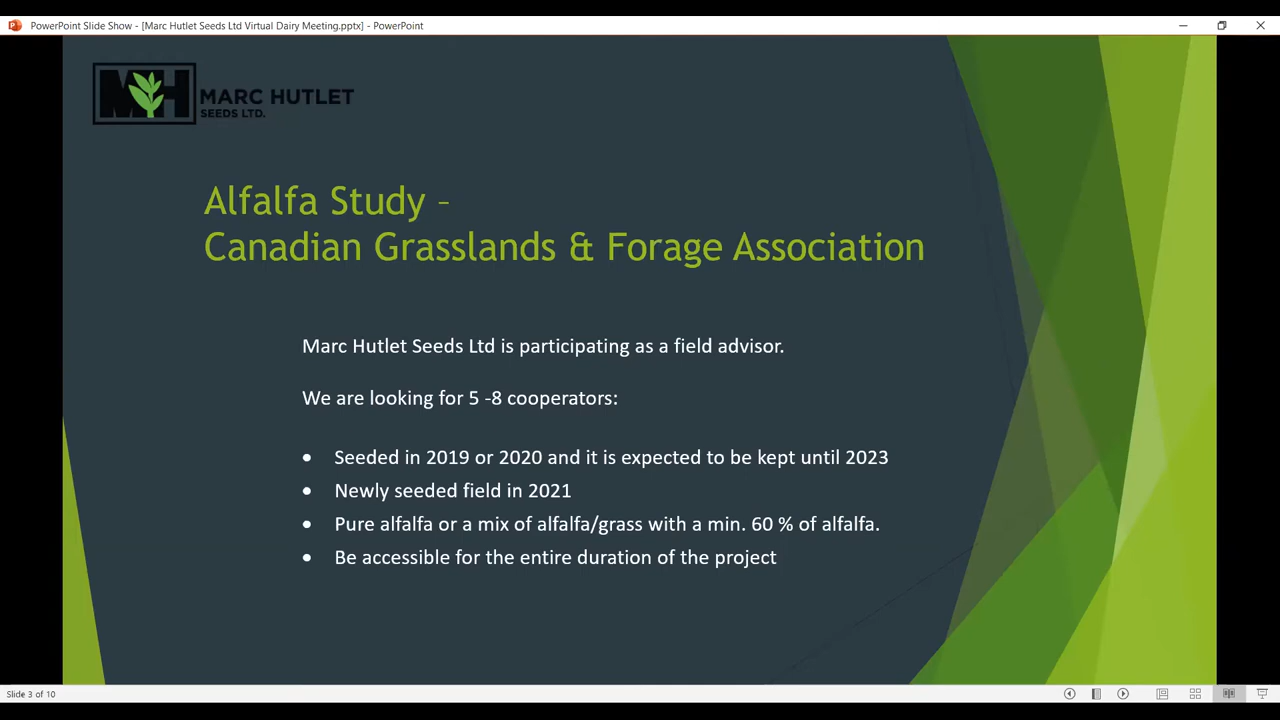 PowerPoint Slide Show - [Marc Hutlet Seeds Ltd Virtual Dairy Meeting.pptx] - PowerPoint
MH MARC HUTLET
SEEDS LTD.
Alfalfa Study –
Canadian Grasslands & Forage Association
Marc Hutlet Seeds Ltd is participating as a field advisor.
We are looking for 5 -8 cooperators:
• Seeded in 2019 or 2020 and it is expected to be kept until 2023
• Newly seeded field in 2021
• Pure alfalfa or a mix of alfalfa/grass with a min. 60 % of alfalfa.
• Be accessible for the entire duration of the project
Slide 3 of 10